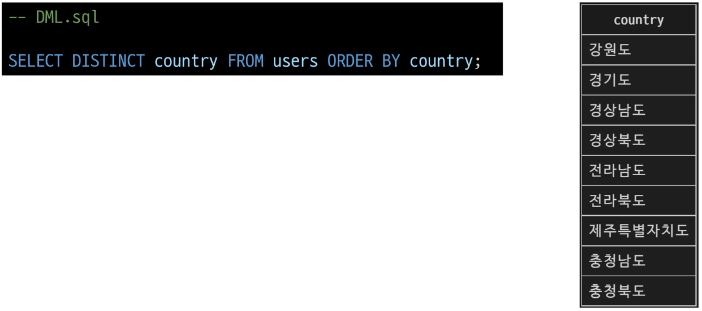 -- DML.sql
SELECT DISTINCT country FROM users ORDER BY country;
country
강원도
경기도
경상남도
경상북도
전라남도
전라북도
제주특별자치도
충청남도
충청북도